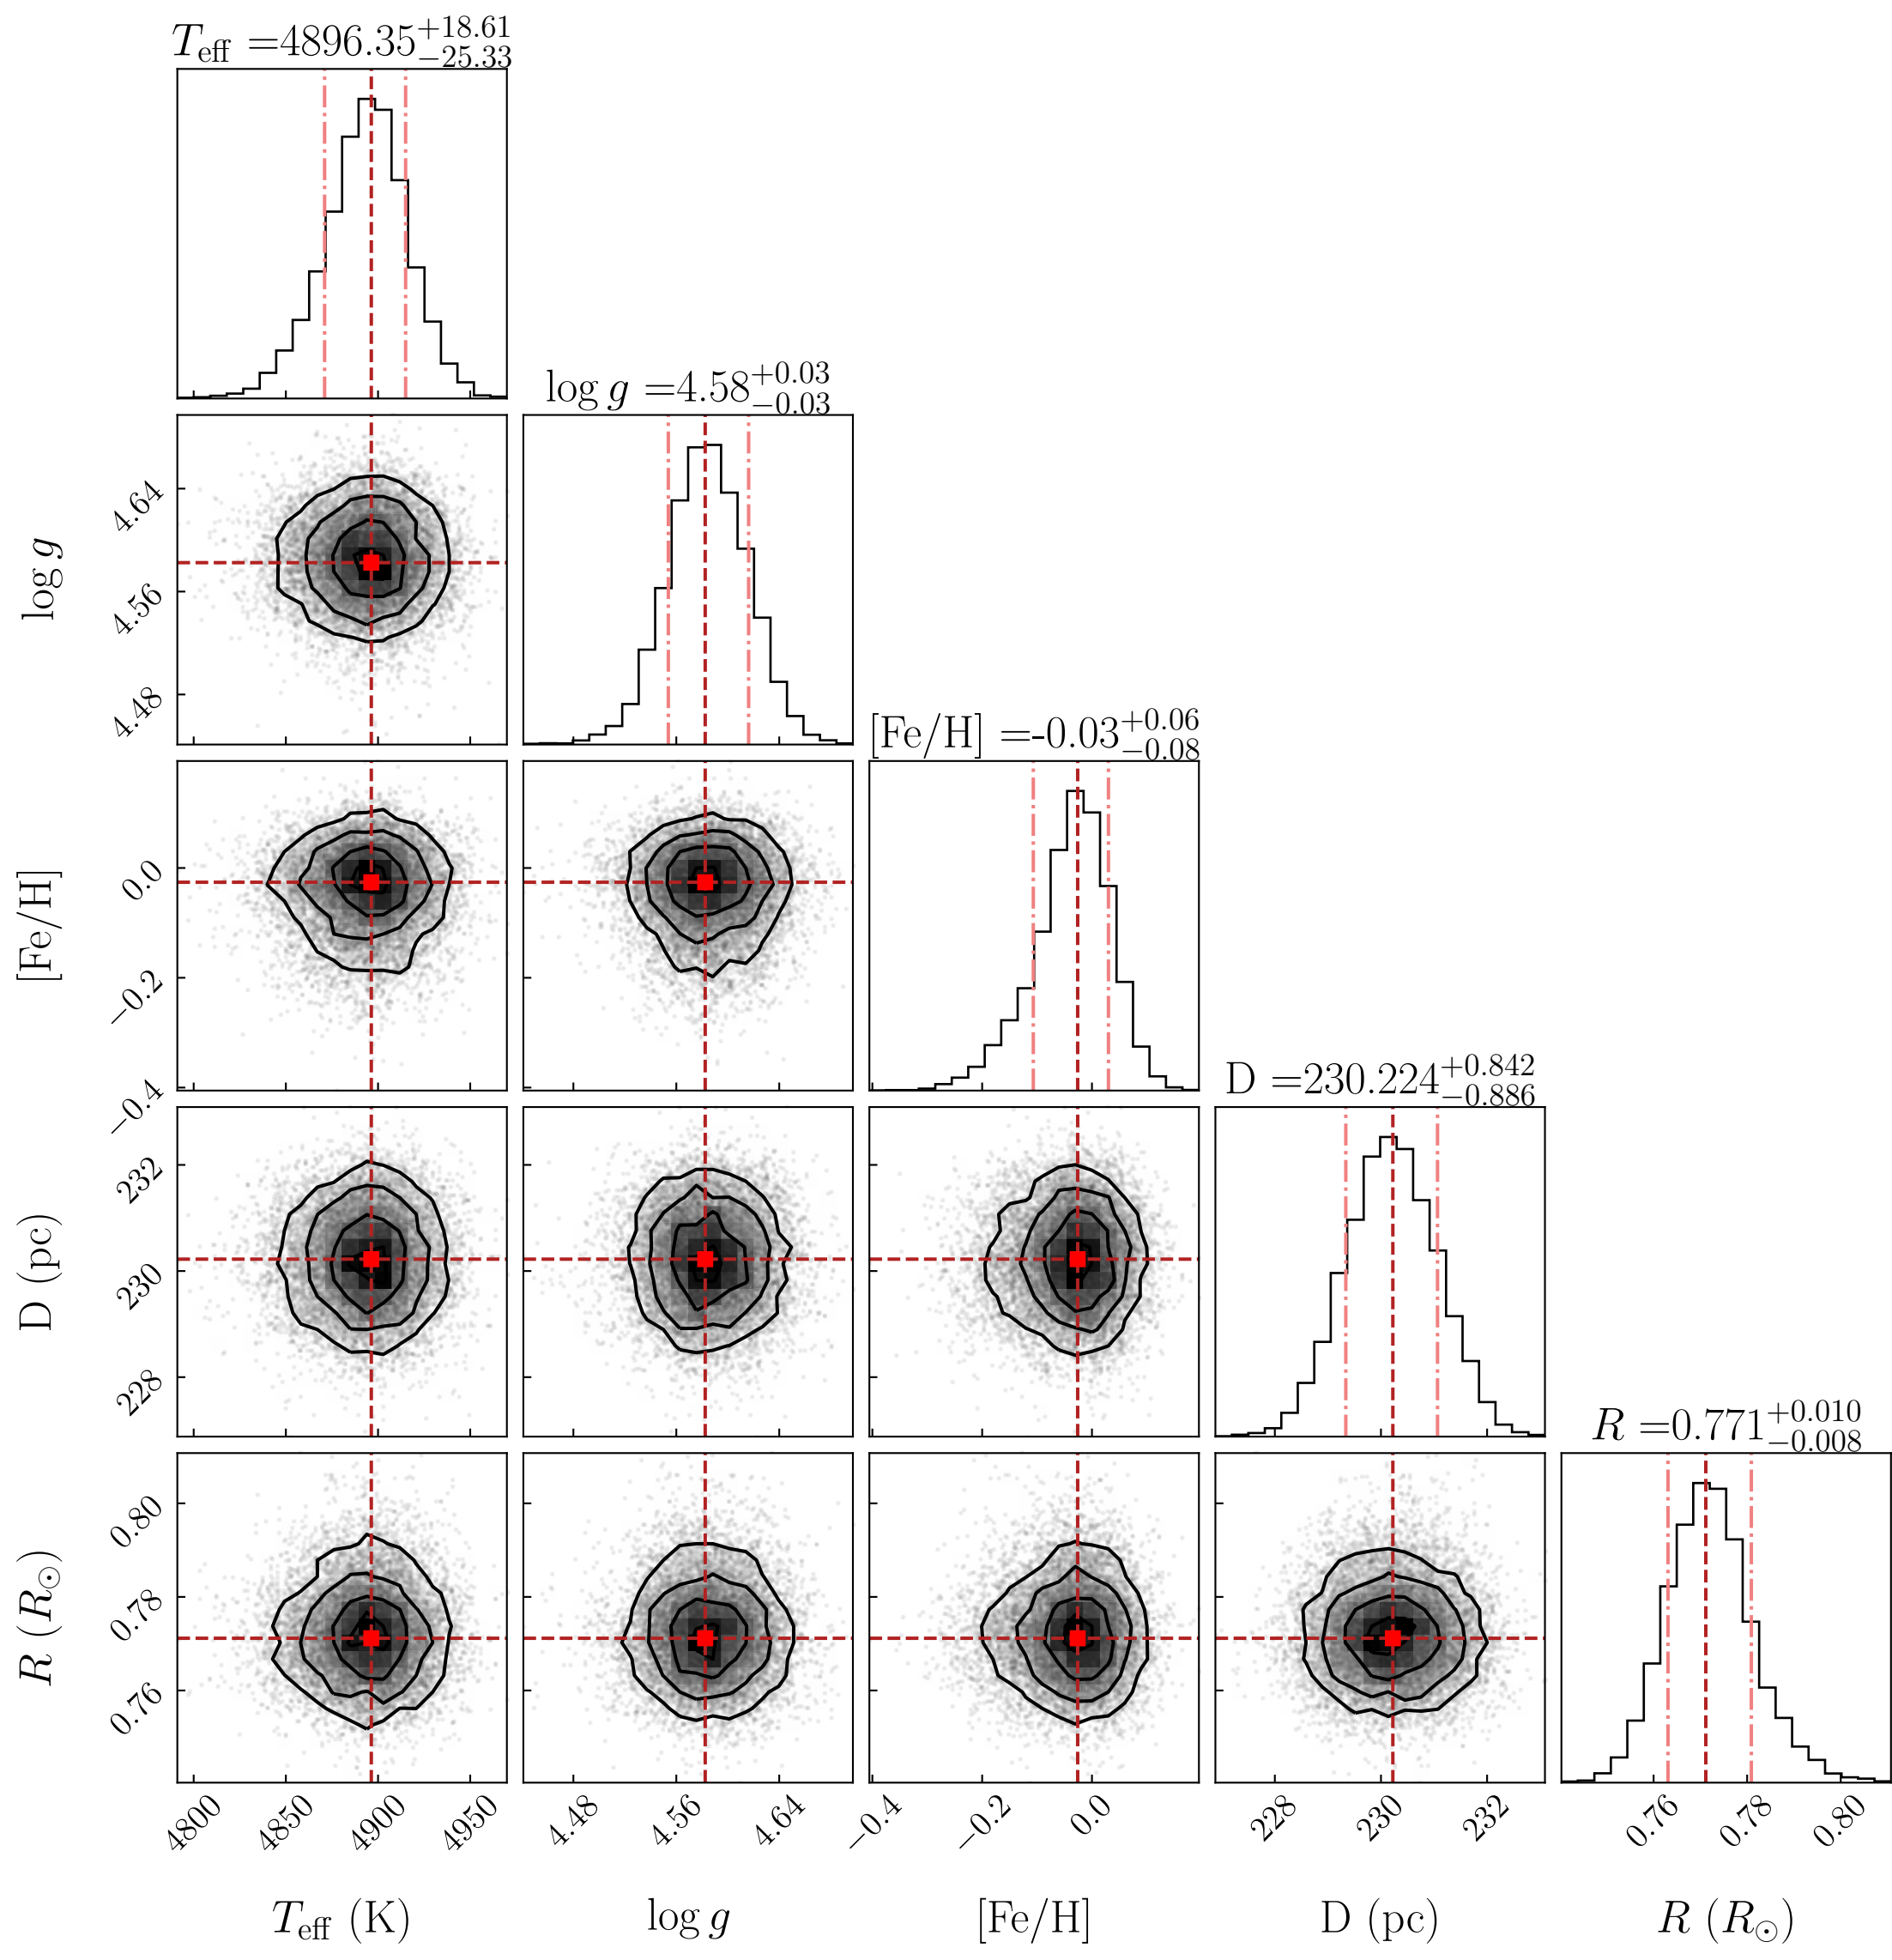 T_eff =4896.35^{+18.61}_{−25.33}
log g =4.58^{+0.03}_{−0.03}
4.64
4.56
4.48
log g
[Fe/H] =-0.03^{+0.06}_{−0.08}
0.0
−0.2
−0.4
[Fe/H]
D =230.224^{+0.842}_{−0.886}
232
230
228
D (pc)
R =0.771^{+0.010}_{−0.008}
0.80
0.78
0.76
R (R_⊙)
4800 4850 4900 4950 4.48 4.56 4.64 −0.4 −0.2 0.0 228 230 232 0.76 0.78 0.80
T_eff (K) log g [Fe/H] D (pc) R (R_⊙)